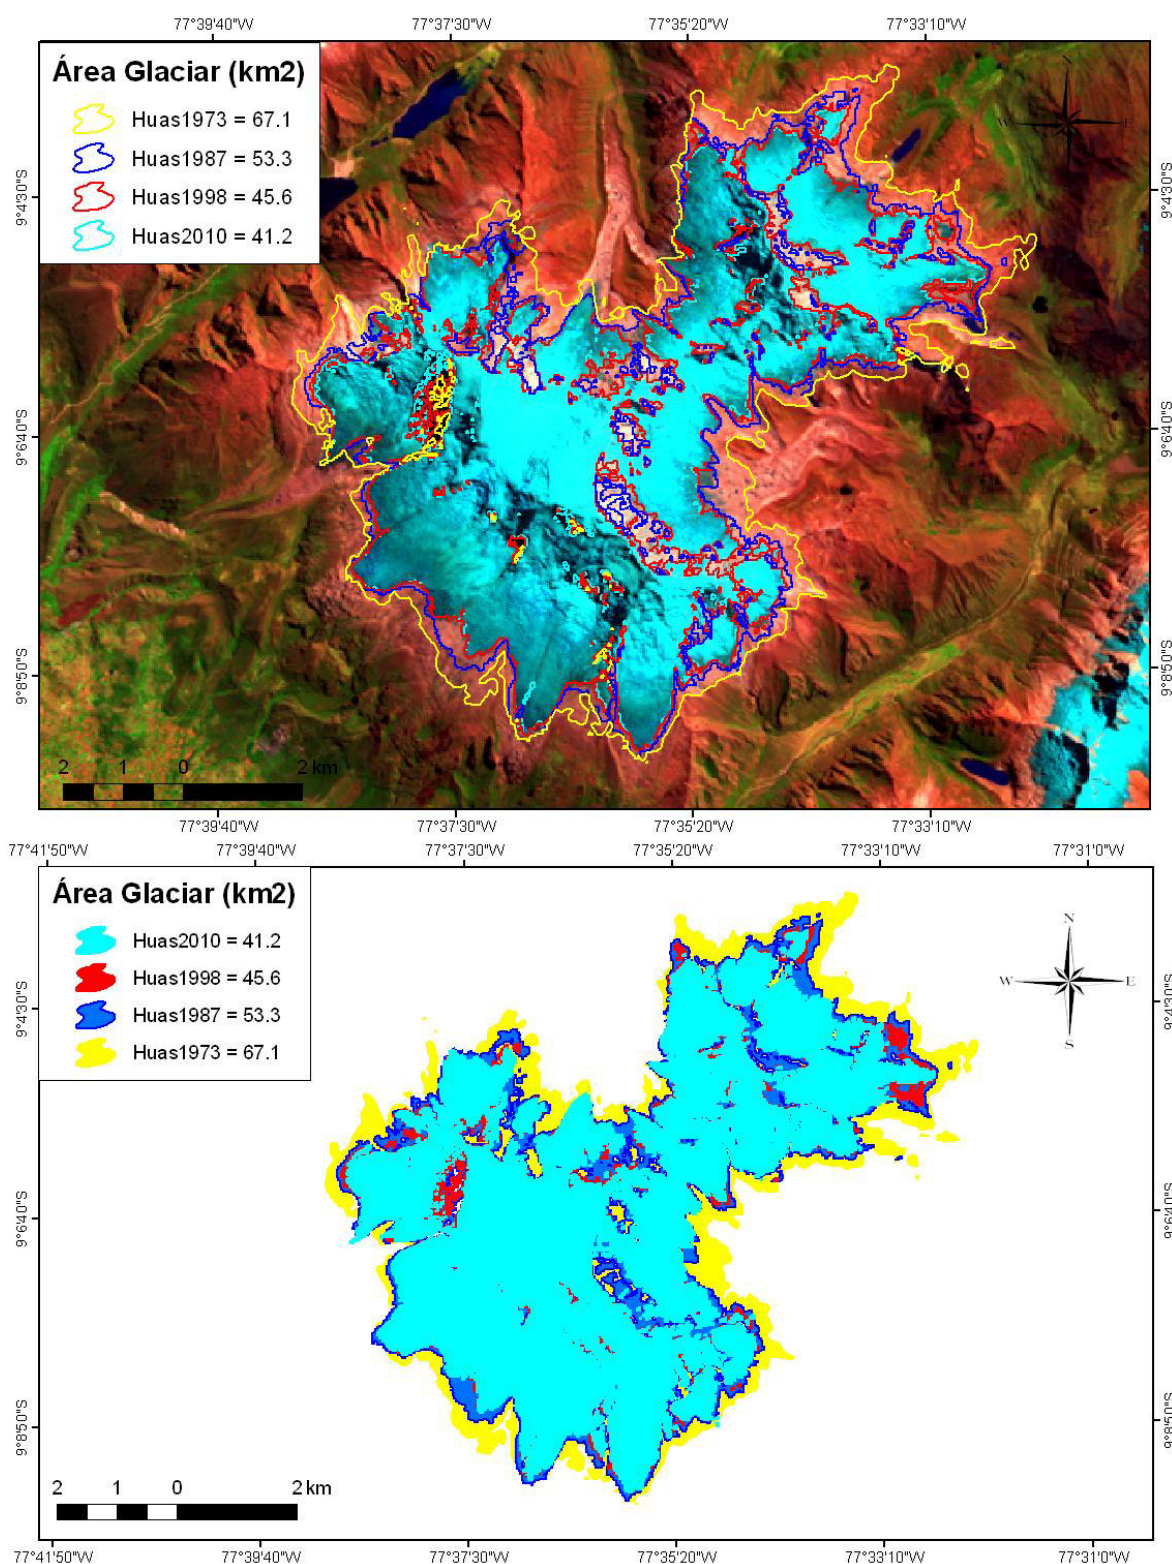 77°39'40"W 77°37'30"W 77°35'20"W 77°33'10"W
Área Glaciar (km2)
Huas1973 = 67.1
Huas1987 = 53.3
Huas1998 = 45.6
Huas2010 = 41.2
N
W E
9°4'30"S 9°4'30"S
9°6'40"S 9°6'40"S
9°8'50"S 9°8'50"S
2 1 0 2 km
77°39'40"W 77°37'30"W 77°35'20"W 77°33'10"W
77°41'50"W 77°39'40"W 77°37'30"W 77°35'20"W 77°33'10"W 77°31'0"W
Área Glaciar (km2)
Huas2010 = 41.2
Huas1998 = 45.6
Huas1987 = 53.3
Huas1973 = 67.1
N
W E
S
9°4'30"S 9°4'30"S
9°6'40"S 9°6'40"S
9°8'50"S 9°8'50"S
2 1 0 2 km
77°41'50"W 77°39'40"W 77°37'30"W 77°35'20"W 77°33'10"W 77°31'0"W